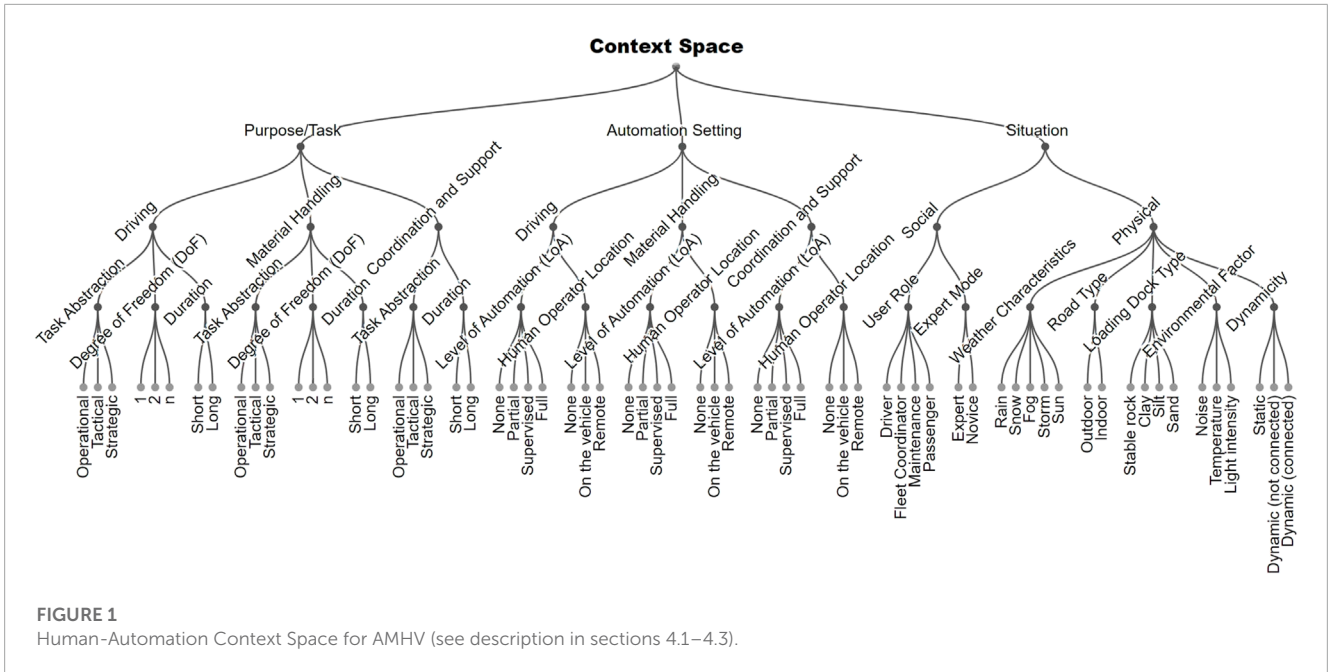 Context Space
Purpose/Task
Automation Setting
Situation
Driving
Material Handling
Coordination and Support
Driving
Material Handling
Coordination and Support
Social
Physical
Task Abstraction
Degree of Freedom (DoF)
Duration
Task Abstraction
Degree of Freedom (DoF)
Duration
Task Abstraction
Duration
Level of Automation (LoA)
Human Operator Location
Level of Automation (LoA)
Human Operator Location
Level of Automation (LoA)
Human Operator Location
User Role
Expert Mode
Weather Characteristics
Road Type
Loading Dock Type
Environmental Factor
Dynamicity
Operational
Tactical
Strategic
1
2
n
Short
Long
Operational
Tactical
Strategic
1
2
n
Short
Long
Operational
Tactical
Strategic
Short
Long
None
Partial
Supervised
Full
None
On the vehicle
Remote
None
Partial
Supervised
Full
None
On the vehicle
Remote
None
Partial
Supervised
Full
None
On the vehicle
Remote
Driver
Fleet Coordinator
Maintenance
Passenger
Expert
Novice
Rain
Snow
Fog
Storm
Sun
Outdoor
Indoor
Stable rock
Clay
Silt
Sand
Noise
Temperature
Light intensity
Static
Dynamic (not connected)
Dynamic (connected)
FIGURE 1
Human-Automation Context Space for AMHV (see description in sections 4.1–4.3).